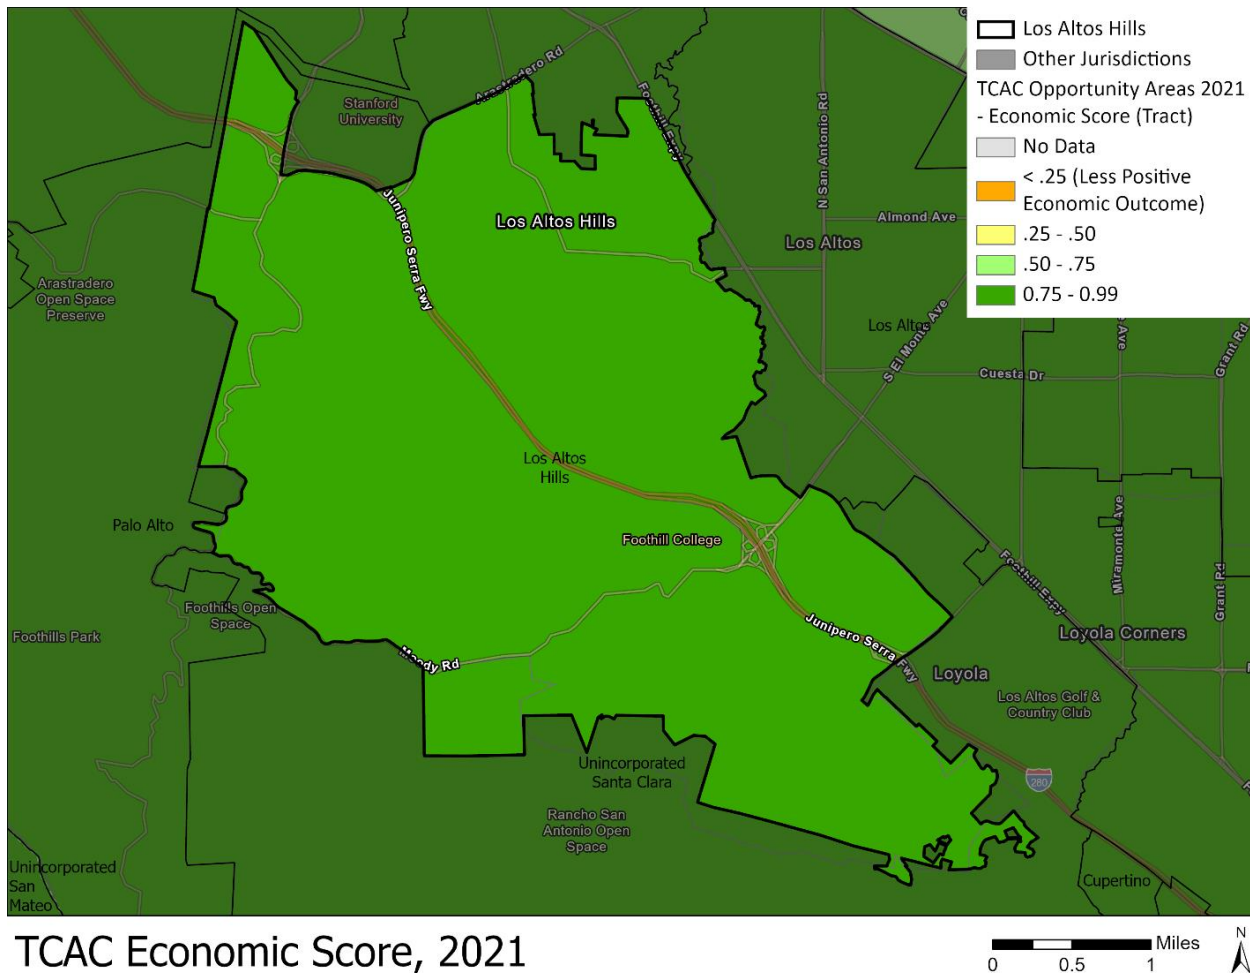 Los Altos Hills
Other Jurisdictions
TCAC Opportunity Areas 2021
- Economic Score (Tract)
No Data
< .25 (Less Positive
Economic Outcome)
.25 - .50
.50 - .75
0.75 - 0.99
Arastradero Rd
Stanford
University
Foothill Expy
N San Antonio Rd
Almond Ave
Los Altos Hills
Los Altos
Junipero Serra Fwy
Arastradero
Open Space
Preserve
Los Altos
S El Monte Ave
Ave
Grant Rd
Cuesta Dr
Los Altos
Hills
Palo Alto
Foothill College
Miramonte Ave
Foothill Expy
Grant Rd
Foothills Open
Space
Foothills Park
Junipero Serra Fwy
Loyola Corners
Moody Rd
Loyola
Los Altos Golf &
Country Club
Unincorporated
Santa Clara
280
Rancho San
Antonio Open
Space
Unincorporated
San
Mateo
Cupertino
TCAC Economic Score, 2021
Miles
0 0.5 1
N